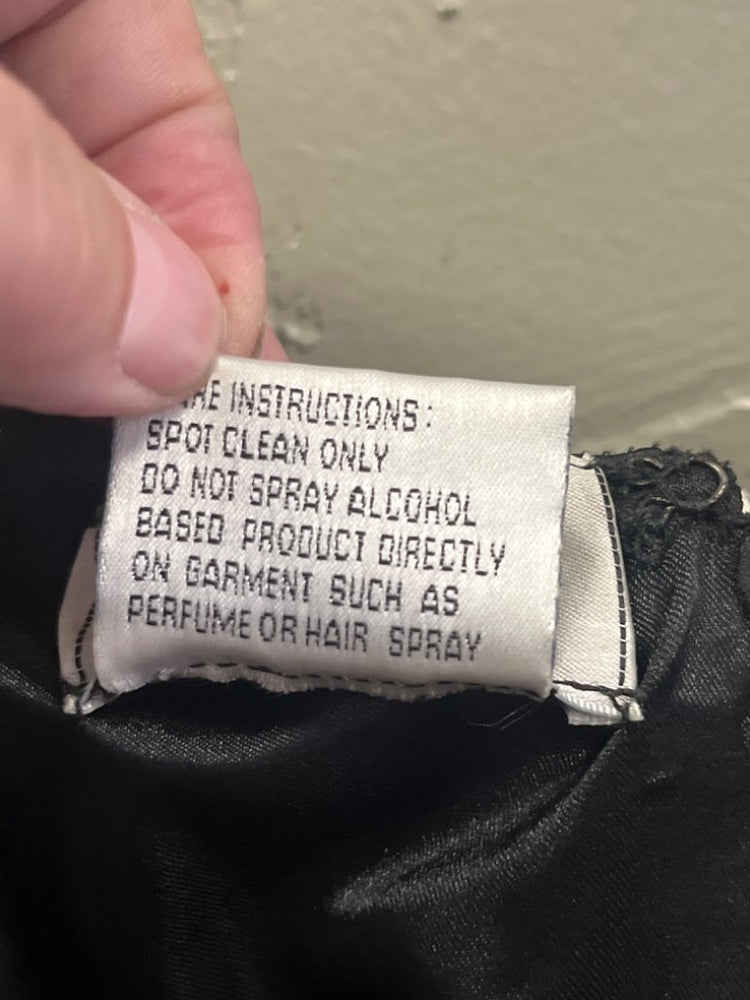 INSTRUCTIONS:
SPOT CLEAN ONLY
DO NOT SPRAY ALCOHOL
BASED PRODUCT DIRECTLY
ON GARMENT SUCH AS
PERFUME OR HAIR SPRAY